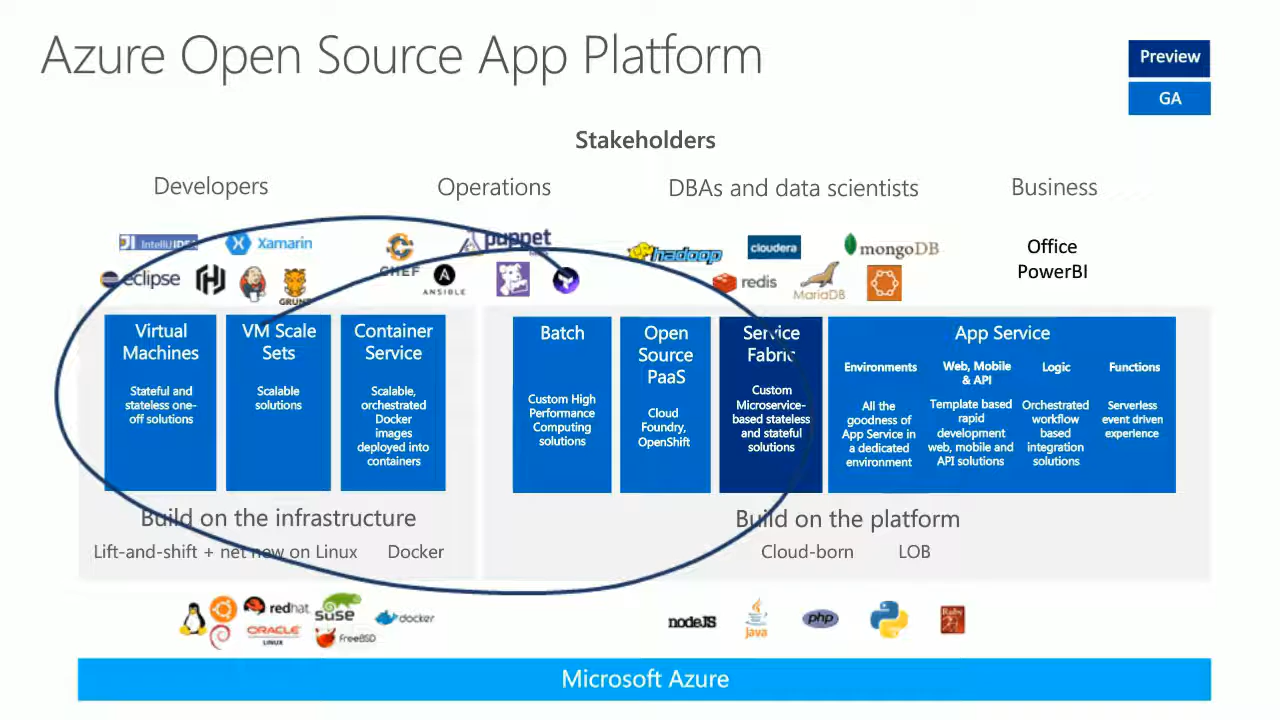 Azure Open Source App Platform
Preview
GA
Stakeholders
Developers
Operations
DBAs and data scientists
Business
IntelliJIDEA
Xamarin
eclipse
GRUNT
CHEF
puppet
ANSIBLE
hadoop
cloudera
mongoDB
redis
MariaDB
Office
PowerBI
Virtual
Machines
Stateful and
stateless one-
off solutions
VM Scale
Sets
Scalable
solutions
Container
Service
Scalable,
orchestrated
Docker
images
deployed into
containers
Batch
Custom High
Performance
Computing
solutions
Open
Source
PaaS
Cloud
Foundry,
OpenShift
Service
Fabric
Custom
Microservice-
based stateless
and stateful
solutions
App Service
Environments
All the
goodness of
App Service in
a dedicated
environment
Web, Mobile
& API
Template based
rapid
development
web, mobile and
API solutions
Logic
Orchestrated
workflow
based
integration
solutions
Functions
Serverless
event driven
experience
Build on the infrastructure
Lift-and-shift + net new on Linux
Docker
Build on the platform
Cloud-born
LOB
redhat
SUSE
docker
ORACLE
LINUX
FreeBSD
nodeJS
java
php
Ruby
Microsoft Azure